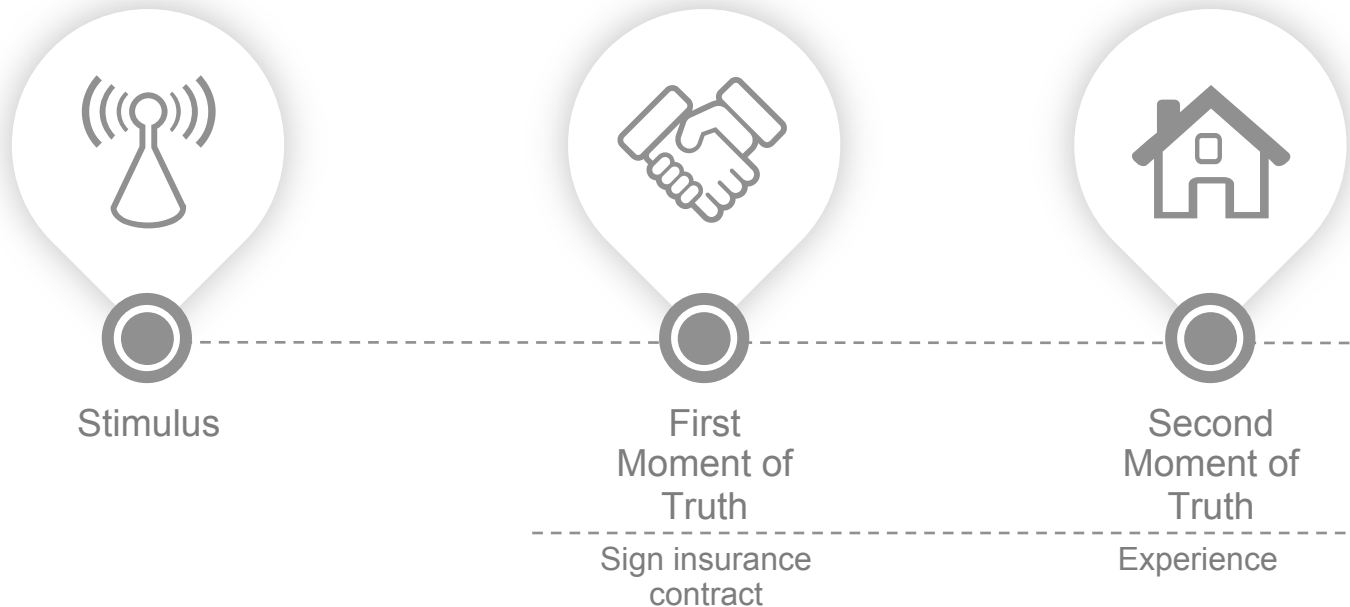 Stimulus
First
Moment of
Truth
Sign insurance
contract
Second
Moment of
Truth
Experience